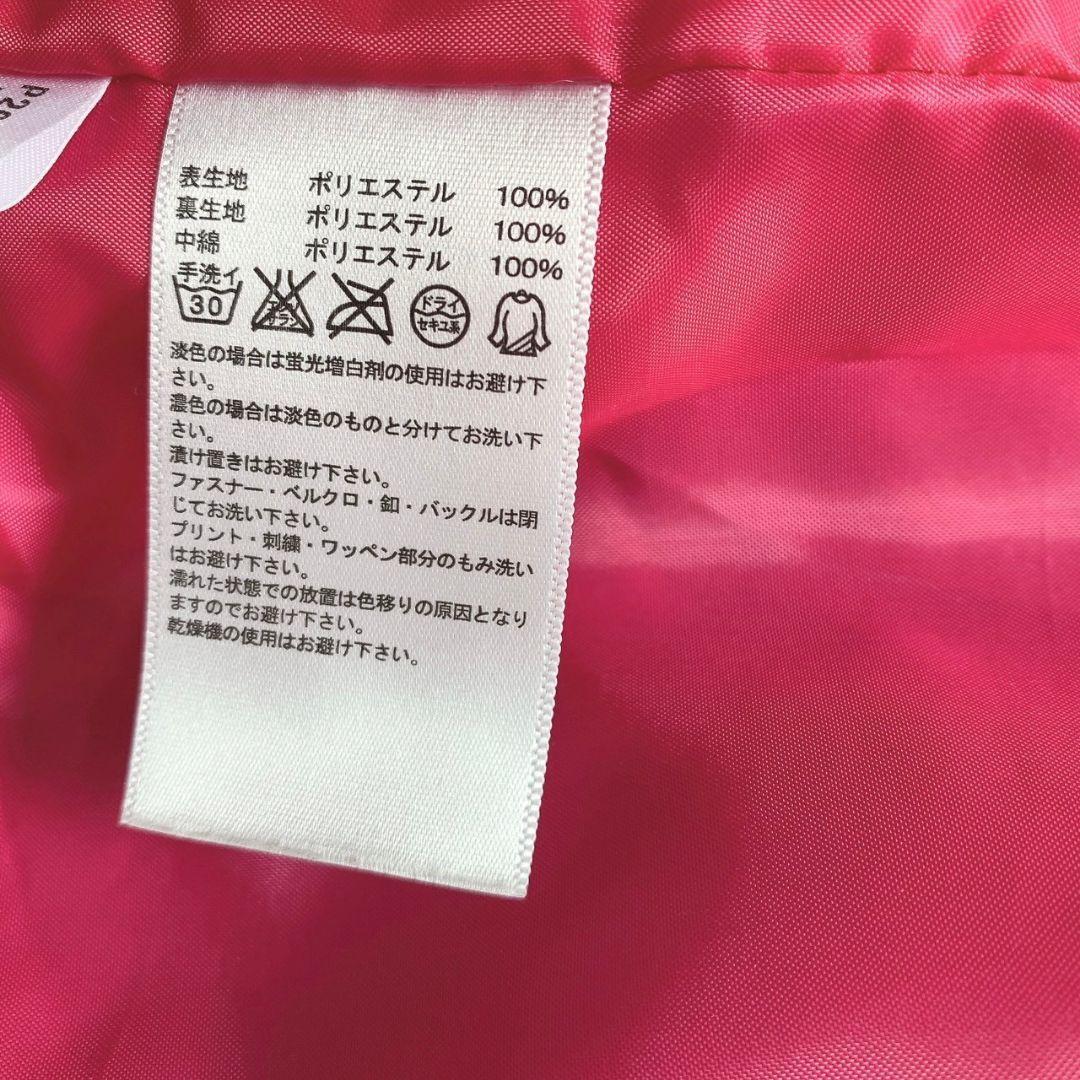 P 29
表生地 ポリエステル 100%
裏生地 ポリエステル 100%
中綿 ポリエステル 100%
手洗イ
30
エンソ
サラシ
ドライ
セキユ系
淡色の場合は蛍光増白剤の使用はお避け下
さい。
濃色の場合は淡色のものと分けてお洗い下
さい。
漬け置きはお避け下さい。
ファスナー・ベルクロ・釦・バックルは閉
じてお洗い下さい。
プリント・刺繍・ワッペン部分のもみ洗い
はお避け下さい。
濡れた状態での放置は色移りの原因となり
ますのでお避け下さい。
乾燥機の使用はお避け下さい。